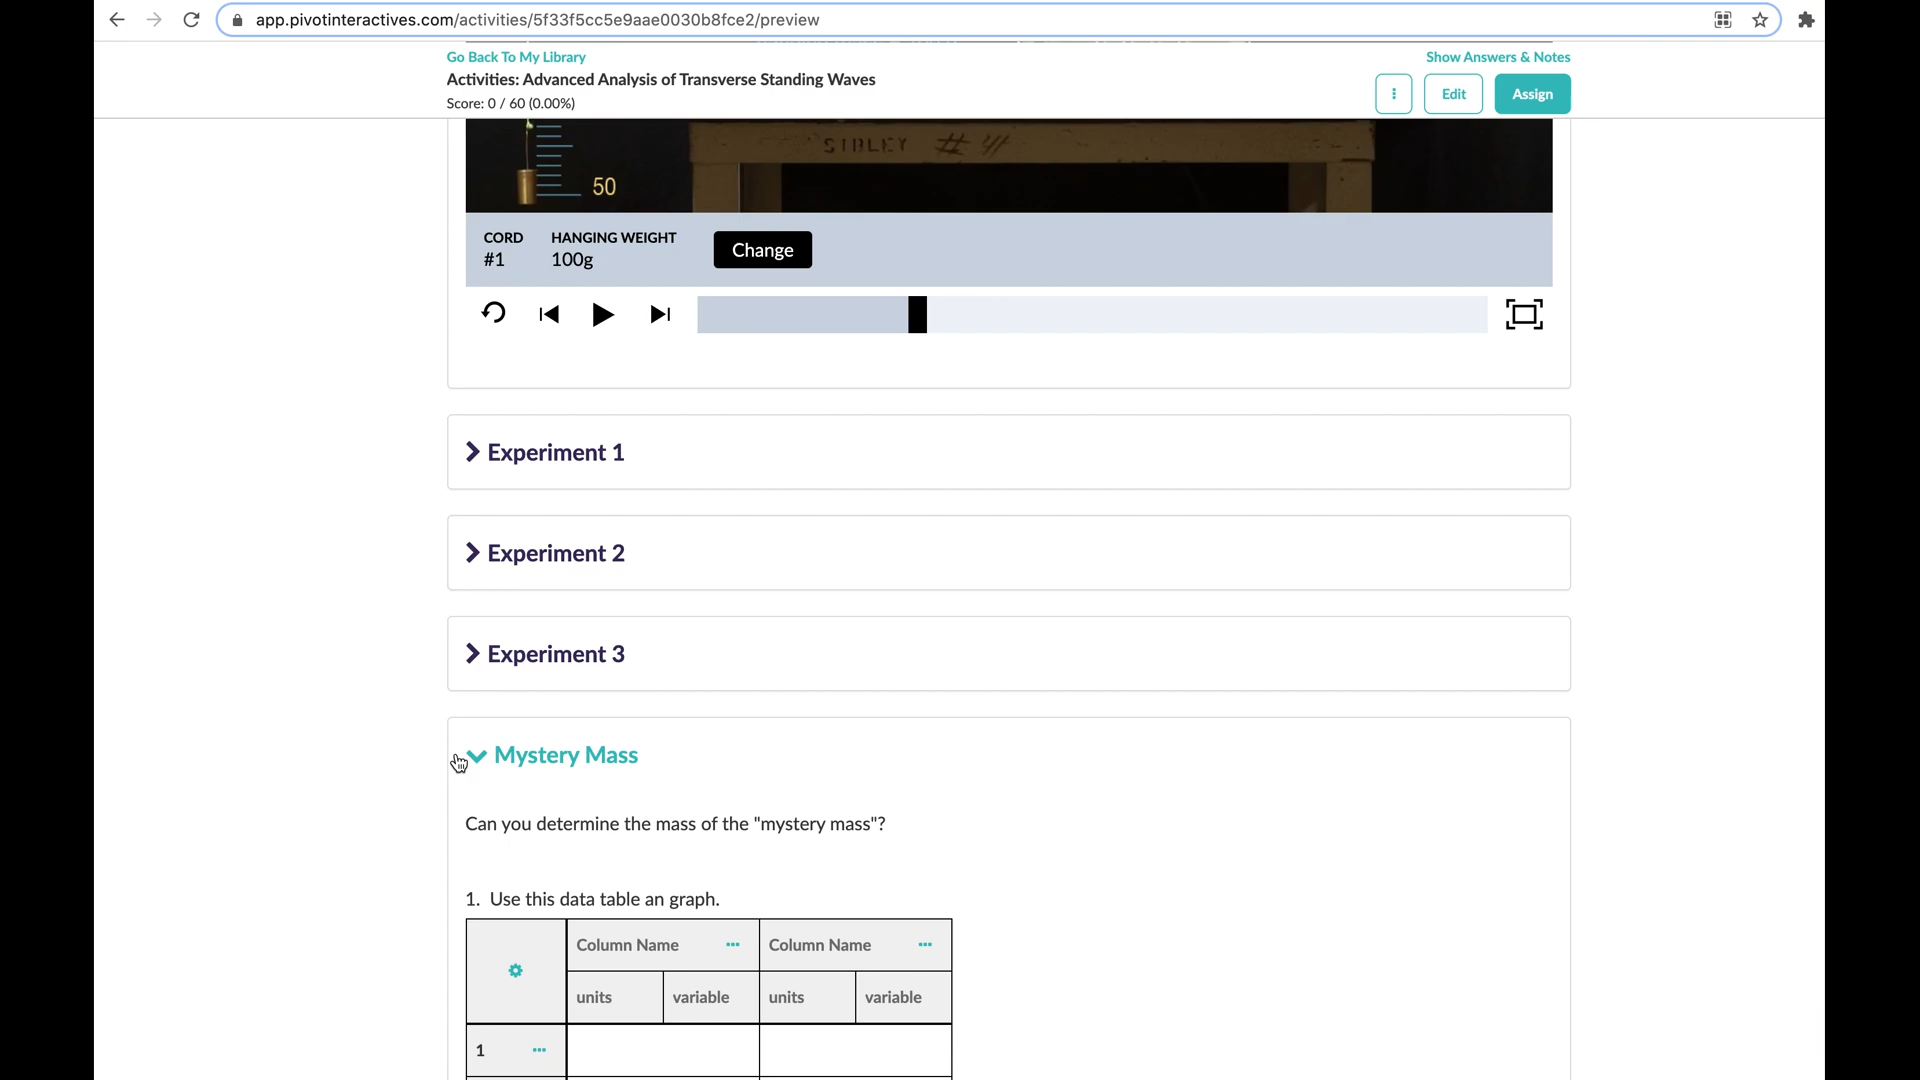 app.pivotinteractives.com/activities/5f33f5cc5e9aae0030b8fce2/preview
Go Back To My Library
Show Answers & Notes
Activities: Advanced Analysis of Transverse Standing Waves
Score: 0 / 60 (0.00%)
Edit
Assign
SIBLEY # 4
50
CORD
#1
HANGING WEIGHT
100g
Change
Experiment 1
Experiment 2
Experiment 3
Mystery Mass
Can you determine the mass of the "mystery mass"?
1. Use this data table an graph.
Column Name
Column Name
units
variable
units
variable
1